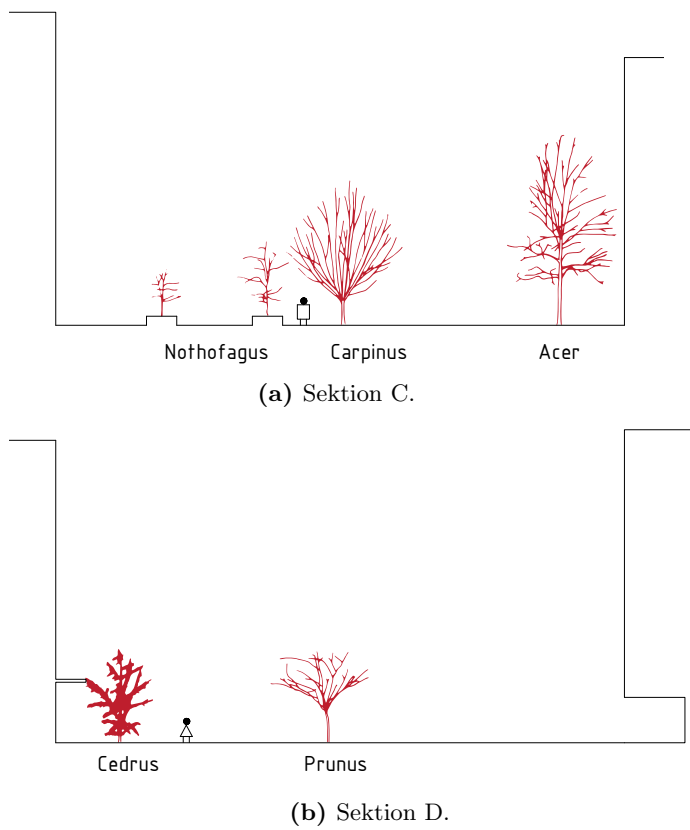 Nothofagus Carpinus Acer
(a) Sektion C.
Cedrus Prunus
(b) Sektion D.